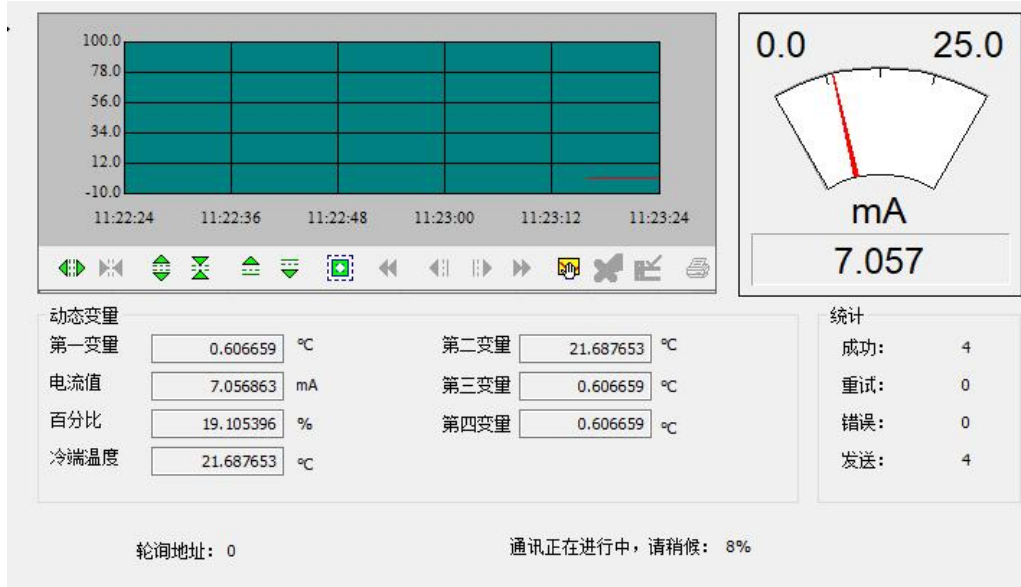 100.0
78.0
56.0
34.0
12.0
-10.0
11:22:24 11:22:36 11:22:48 11:23:00 11:23:12 11:23:24
0.0 25.0
mA
7.057
动态变量
第一变量 0.606659 ℃ 第二变量 21.687653 ℃
电流值 7.056863 mA 第三变量 0.606659 ℃
百分比 19.105396 % 第四变量 0.606659 ℃
冷端温度 21.687653 ℃
统计
成功: 4
重试: 0
错误: 0
发送: 4
轮询地址: 0 通讯正在进行中，请稍候: 8%